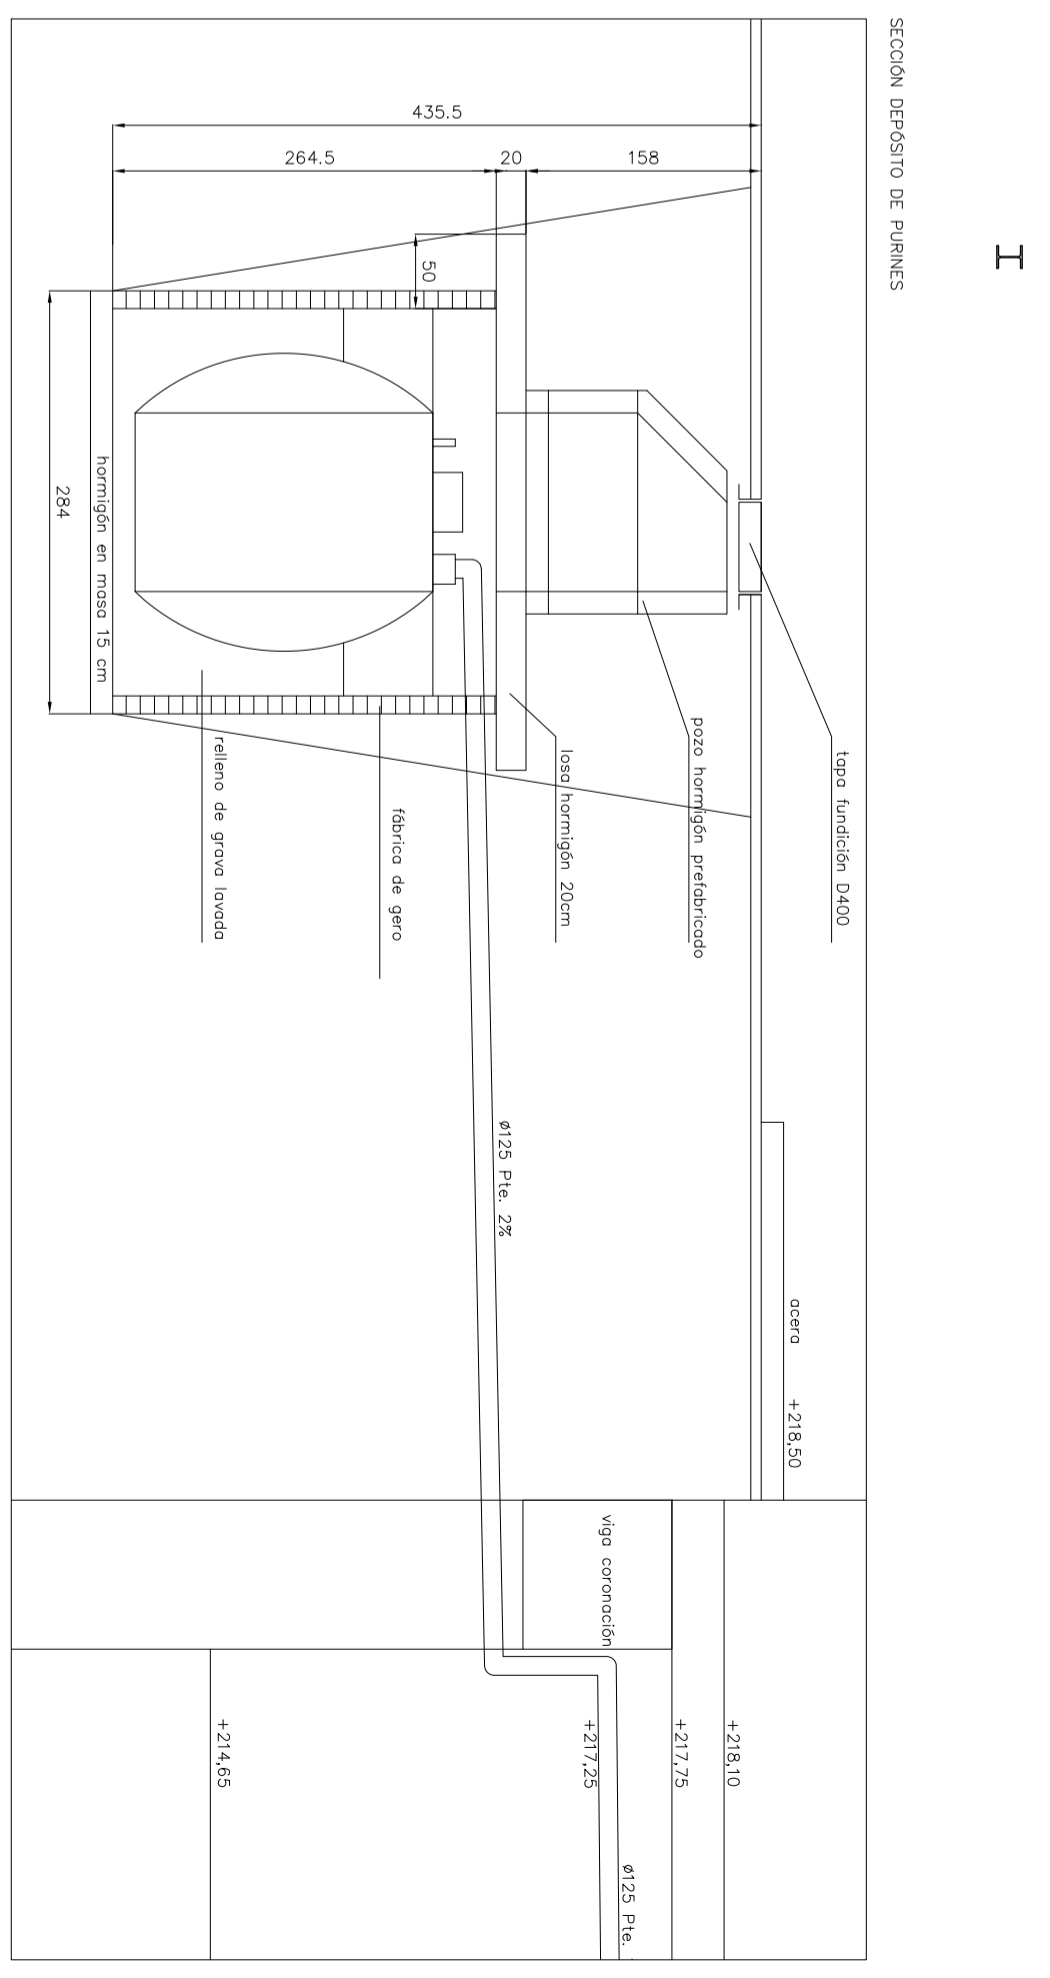 SECCIÓN DEPÓSITO DE PURINES
tapa fundición D400
acera +218,50
+218,10
pozo hormigón prefabricado
+217,75
158
435.5
ø125 Pte.
viga coronación
+217,25
losa hormigón 20cm
20
ø125 Pte. 2%
50
fábrica de gero
264.5
relleno de grava lavada
+214,65
hormigón en masa 15 cm
284